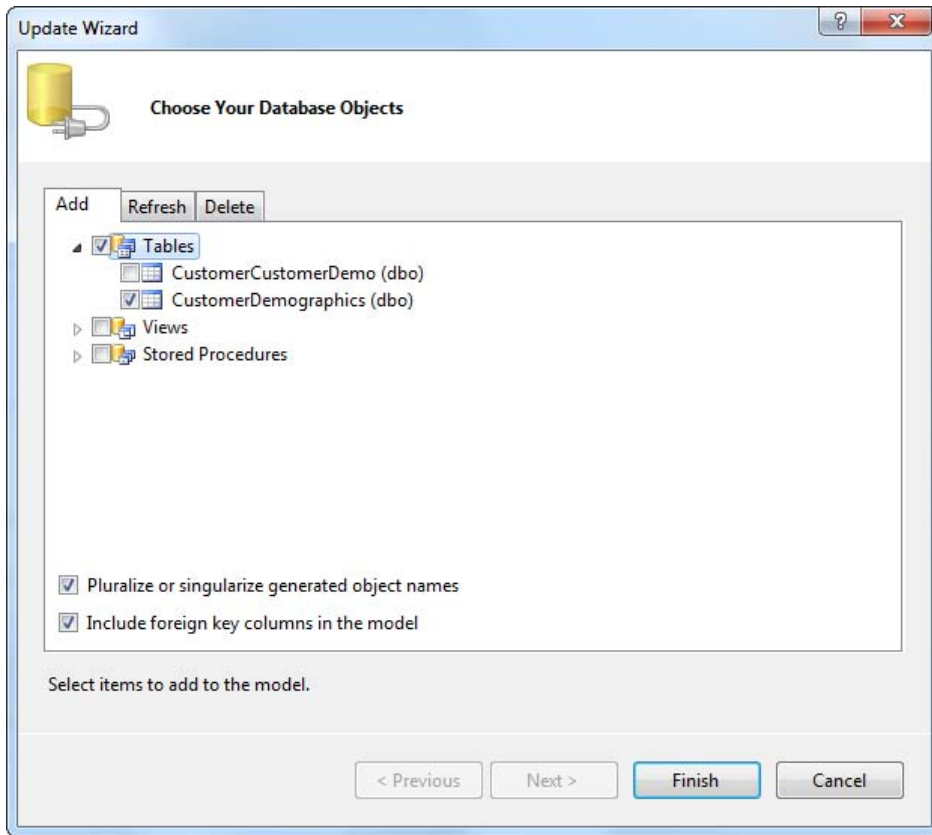 Update Wizard
Choose Your Database Objects
Add Refresh Delete
Tables
CustomerCustomerDemo (dbo)
CustomerDemographics (dbo)
Views
Stored Procedures
Pluralize or singularize generated object names
Include foreign key columns in the model
Select items to add to the model.
< Previous Next > Finish Cancel